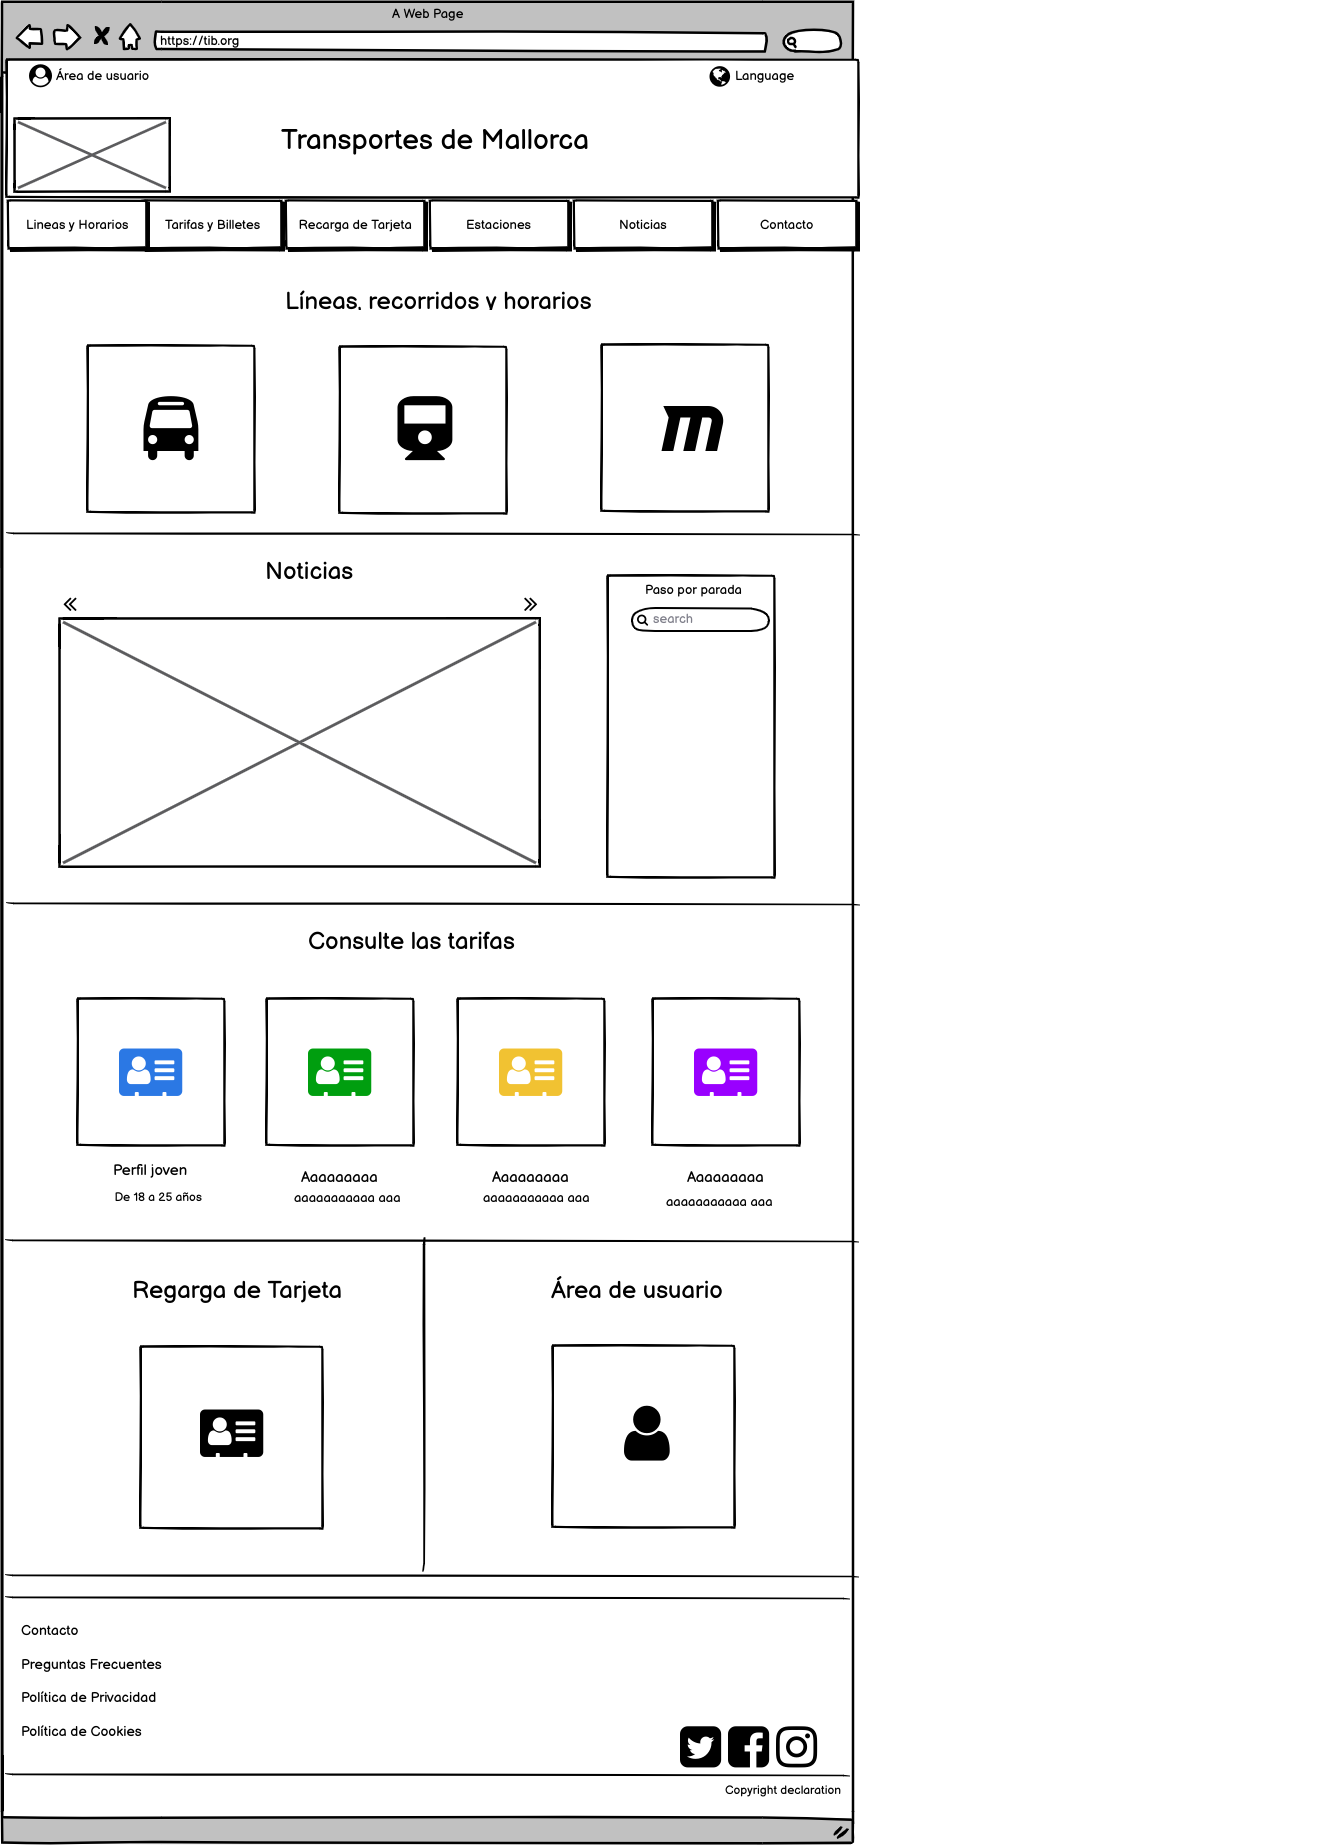 A Web Page
https://tib.org
Área de usuario
Language
Transportes de Mallorca
Lineas y Horarios
Tarifas y Billetes
Recarga de Tarjeta
Estaciones
Noticias
Contacto
Líneas, recorridos y horarios
m
Noticias
Paso por parada
search
Consulte las tarifas
Perfil joven
De 18 a 25 años
Aaaaaaaaa
aaaaaaaaaaa aaa
Aaaaaaaaa
aaaaaaaaaaa aaa
Aaaaaaaaa
aaaaaaaaaaa aaa
Regarga de Tarjeta
Área de usuario
Contacto
Preguntas Frecuentes
Política de Privacidad
Política de Cookies
Copyright declaration